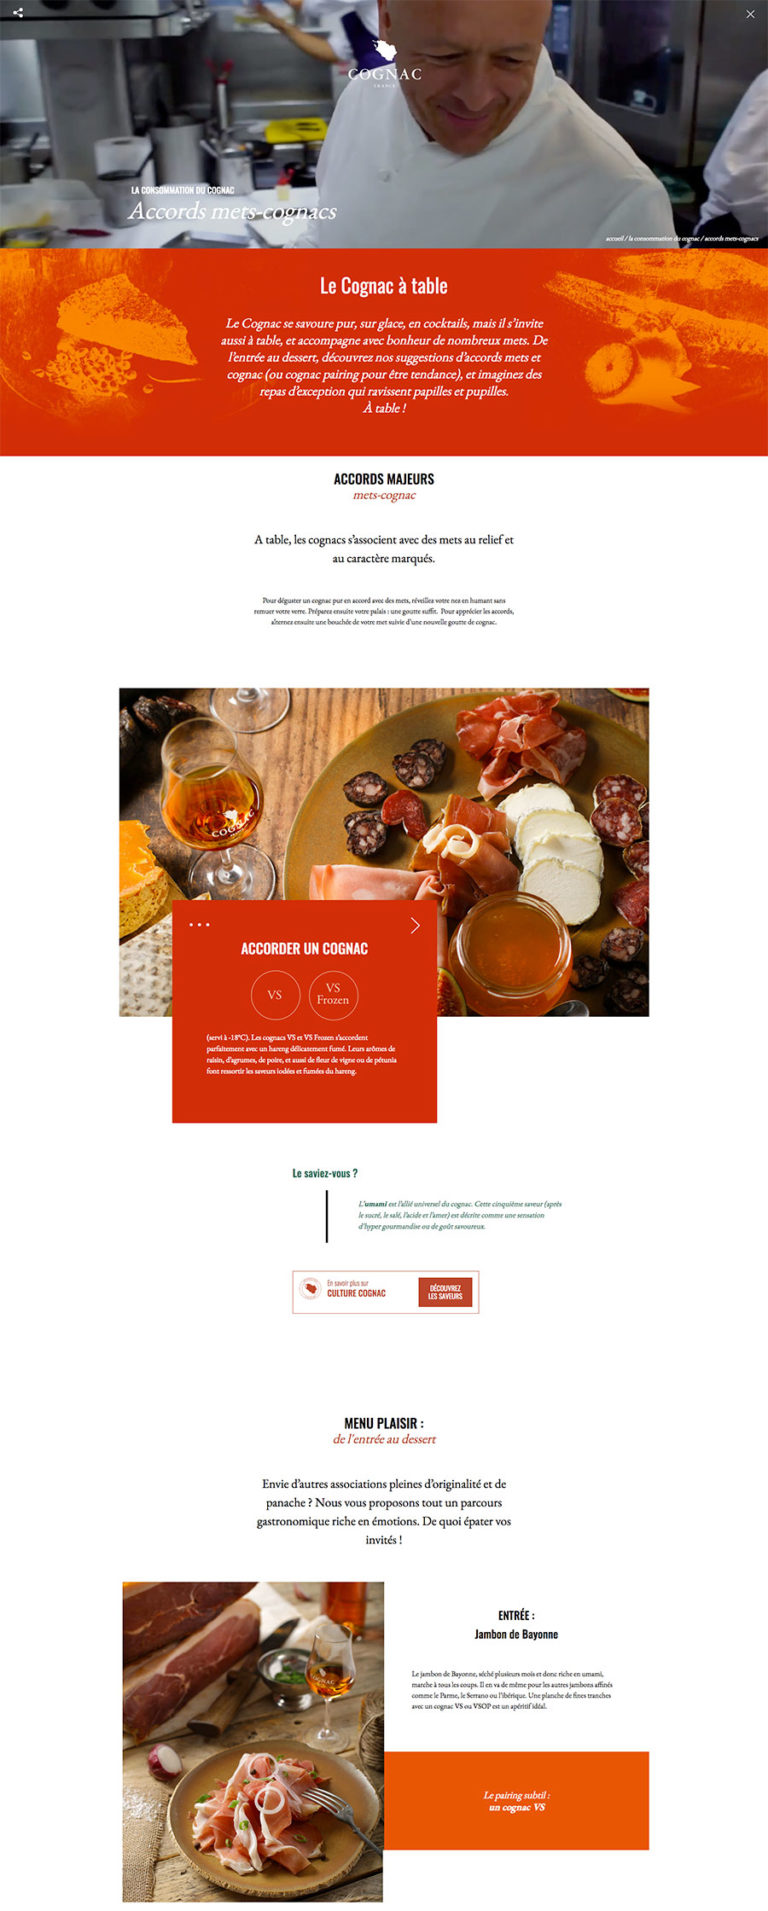 COGNAC
FRANCE
LA CONSOMMATION DU COGNAC
Accords mets-cognacs
accueil / la consommation du cognac / accords mets-cognacs
Le Cognac à table
Le Cognac se savoure pur, sur glace, en cocktails, mais il s'invite
aussi à table, et accompagne avec bonheur de nombreux mets. De
l'entrée au dessert, découvrez nos suggestions d'accords mets et
cognac (ou cognac pairing pour être tendance), et imaginez des
repas d'exception qui ravissent papilles et pupilles.
À table !
ACCORDS MAJEURS
mets-cognac
A table, les cognacs s'associent avec des mets au relief et
au caractère marqués.
Pour déguster un cognac pur en accord avec des mets, réveillez votre nez en humant sans
remuer votre verre. Préparez ensuite votre palais : une goutte suffit. Pour apprécier les accords,
alternez ensuite une bouchée de votre met suivie d'une nouvelle goutte de cognac.
COGNAC
ACCORDER UN COGNAC
VS
VS
Frozen
(servi à -18°C). Les cognacs VS et VS Frozen s'accordent
parfaitement avec un hareng délicatement fumé. Leurs arômes de
raisin, d'agrumes, de poire, et aussi de fleur de vigne ou de pétunia
font ressortir les saveurs iodées et fumées du hareng.
Le saviez-vous ?
L'umami est l'allié universel du cognac. Cette cinquième saveur (après
le sucré, le salé, l'acide et l'amer) est décrite comme une sensation
d'hyper gourmandise ou de goût savoureux.
En savoir plus sur
CULTURE COGNAC
DÉCOUVREZ
LES SAVEURS
MENU PLAISIR :
de l'entrée au dessert
Envie d'autres associations pleines d'originalité et de
panache ? Nous vous proposons tout un parcours
gastronomique riche en émotions. De quoi épater vos
invités !
ENTRÉE :
Jambon de Bayonne
Le jambon de Bayonne, séché plusieurs mois et donc riche en umami,
marche à tous les coups. Il en va de même pour les autres jambons affinés
comme le Parme, le Serrano ou l'ibérique. Une planche de fines tranches
avec un cognac VS ou VSOP est un apéritif idéal.
COGNAC
Le pairing subtil :
un cognac VS